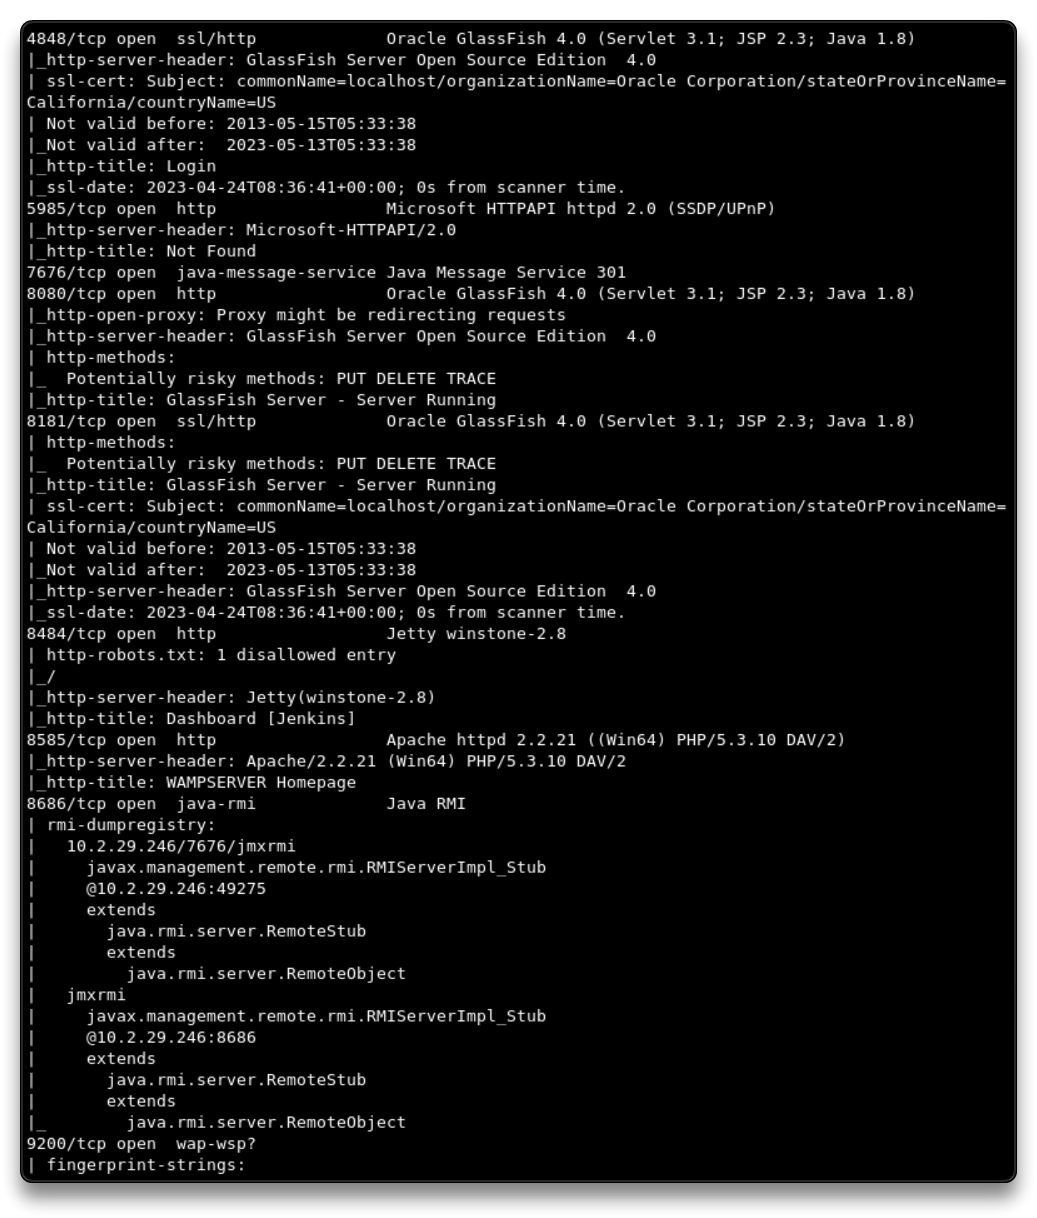 4848/tcp open  ssl/http             Oracle GlassFish 4.0 (Servlet 3.1; JSP 2.3; Java 1.8)
|_http-server-header: GlassFish Server Open Source Edition  4.0
| ssl-cert: Subject: commonName=localhost/organizationName=Oracle Corporation/stateOrProvinceName=
California/countryName=US
| Not valid before: 2013-05-15T05:33:38
|_Not valid after:  2023-05-13T05:33:38
|_http-title: Login
|_ssl-date: 2023-04-24T08:36:41+00:00; 0s from scanner time.
5985/tcp open  http                 Microsoft HTTPAPI httpd 2.0 (SSDP/UPnP)
|_http-server-header: Microsoft-HTTPAPI/2.0
|_http-title: Not Found
7676/tcp open  java-message-service Java Message Service 301
8080/tcp open  http                 Oracle GlassFish 4.0 (Servlet 3.1; JSP 2.3; Java 1.8)
|_http-open-proxy: Proxy might be redirecting requests
|_http-server-header: GlassFish Server Open Source Edition  4.0
| http-methods:
|_  Potentially risky methods: PUT DELETE TRACE
|_http-title: GlassFish Server - Server Running
8181/tcp open  ssl/http             Oracle GlassFish 4.0 (Servlet 3.1; JSP 2.3; Java 1.8)
| http-methods:
|_  Potentially risky methods: PUT DELETE TRACE
|_http-title: GlassFish Server - Server Running
| ssl-cert: Subject: commonName=localhost/organizationName=Oracle Corporation/stateOrProvinceName=
California/countryName=US
| Not valid before: 2013-05-15T05:33:38
|_Not valid after:  2023-05-13T05:33:38
|_http-server-header: GlassFish Server Open Source Edition  4.0
|_ssl-date: 2023-04-24T08:36:41+00:00; 0s from scanner time.
8484/tcp open  http                 Jetty winstone-2.8
| http-robots.txt: 1 disallowed entry
|_/
|_http-server-header: Jetty(winstone-2.8)
|_http-title: Dashboard [Jenkins]
8585/tcp open  http                 Apache httpd 2.2.21 ((Win64) PHP/5.3.10 DAV/2)
|_http-server-header: Apache/2.2.21 (Win64) PHP/5.3.10 DAV/2
|_http-title: WAMPSERVER Homepage
8686/tcp open  java-rmi             Java RMI
| rmi-dumpregistry:
|   10.2.29.246/7676/jmxrmi
|     javax.management.remote.rmi.RMIServerImpl_Stub
|     @10.2.29.246:49275
|     extends
|       java.rmi.server.RemoteStub
|       extends
|         java.rmi.server.RemoteObject
|   jmxrmi
|     javax.management.remote.rmi.RMIServerImpl_Stub
|     @10.2.29.246:8686
|     extends
|       java.rmi.server.RemoteStub
|       extends
|_        java.rmi.server.RemoteObject
9200/tcp open  wap-wsp?
| fingerprint-strings: